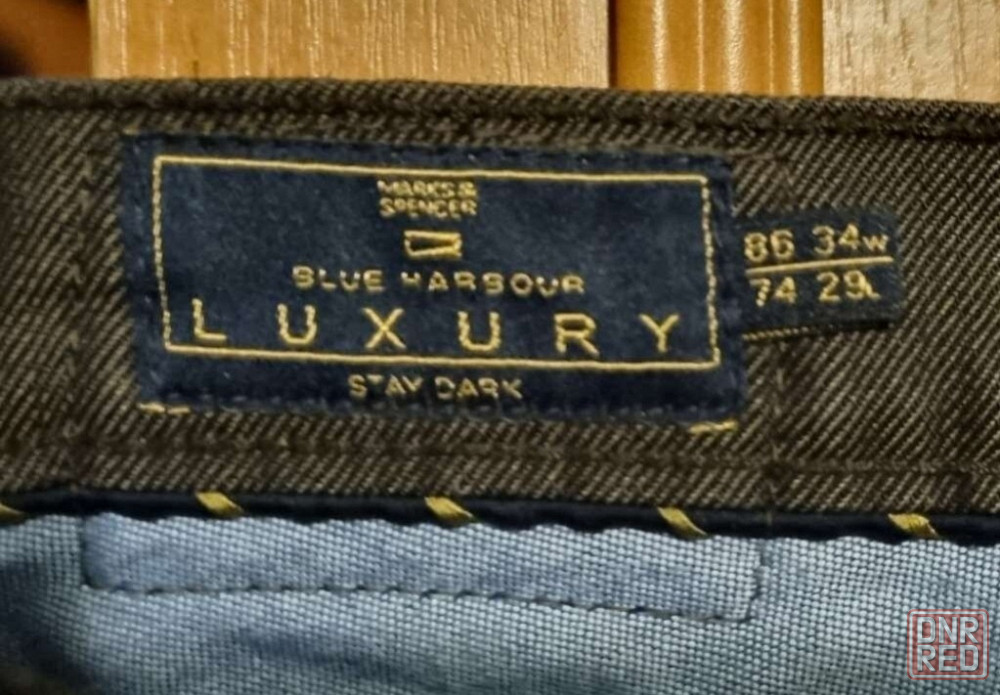 MARKS &
SPENCER
BLUE HARBOUR
LUXURY
STAY DARK
86 34W
74 29L
DNR
RED